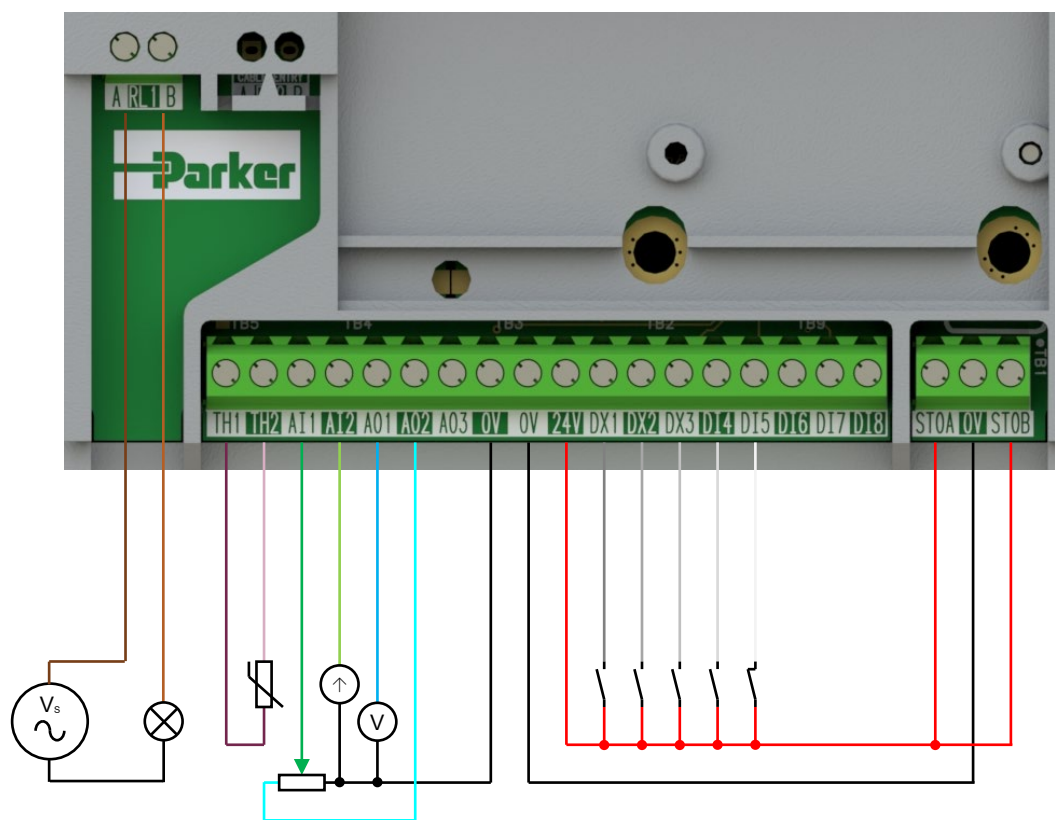 CABLE ENTRY
A RL1 B
Parker
TB5 TB4 TB3 TB2 TB9
TB1
TH1 TH2 AI1 AI2 AO1 AO2 AO3 0V 0V 24V DX1 DX2 DX3 DI4 DI5 DI6 DI7 DI8
STOA 0V STOB
Vs
V